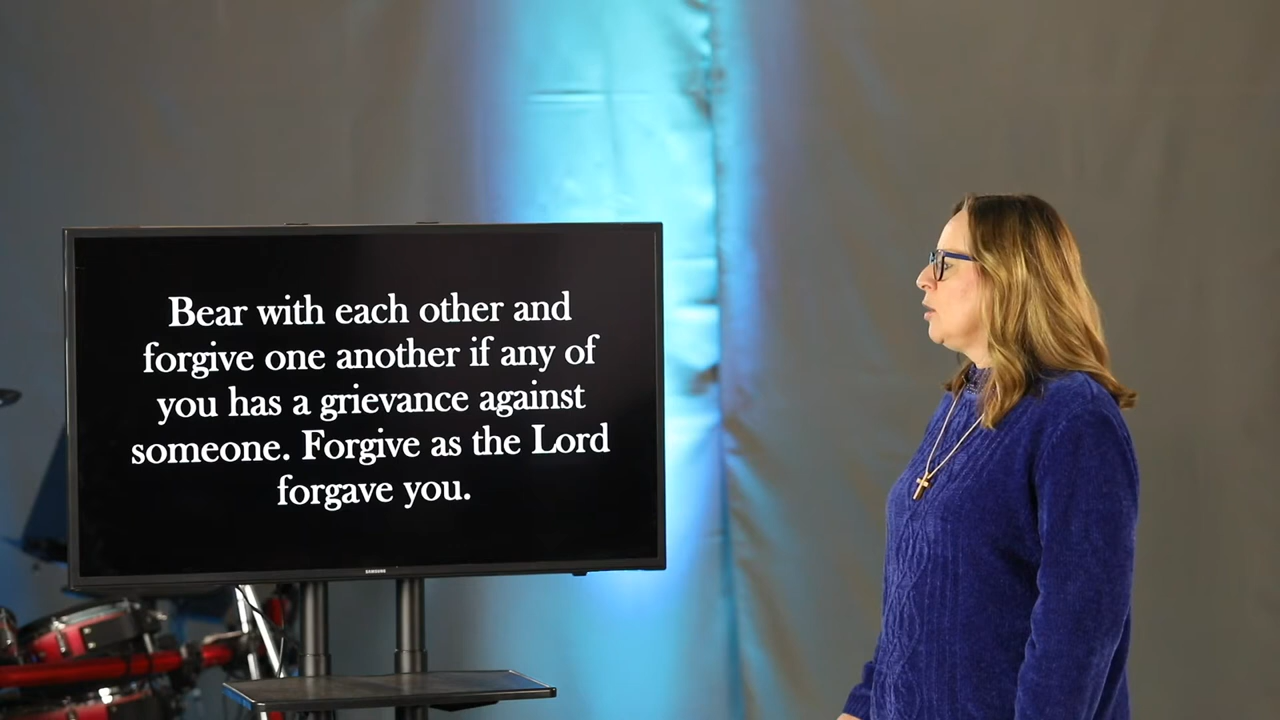 Bear with each other and
forgive one another if any of
you has a grievance against
someone. Forgive as the Lord
forgave you.
SAMSUNG